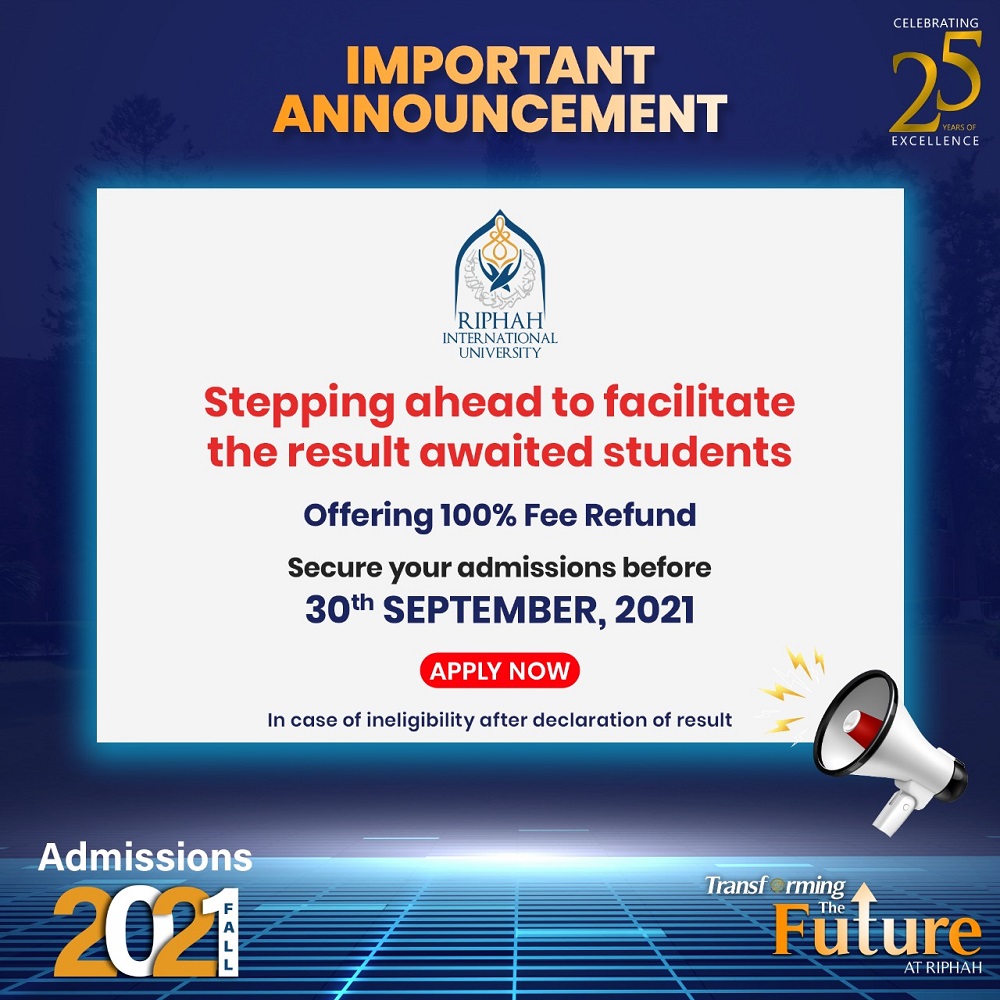 IMPORTANT
ANNOUNCEMENT
CELEBRATING
25
YEARS OF
EXCELLENCE
RIPHAH
INTERNATIONAL
UNIVERSITY
Stepping ahead to facilitate
the result awaited students
Offering 100% Fee Refund
Secure your admissions before
30th SEPTEMBER, 2021
APPLY NOW
In case of ineligibility after declaration of result
Admissions
2021
FALL
Transforming
The
Future
AT RIPHAH